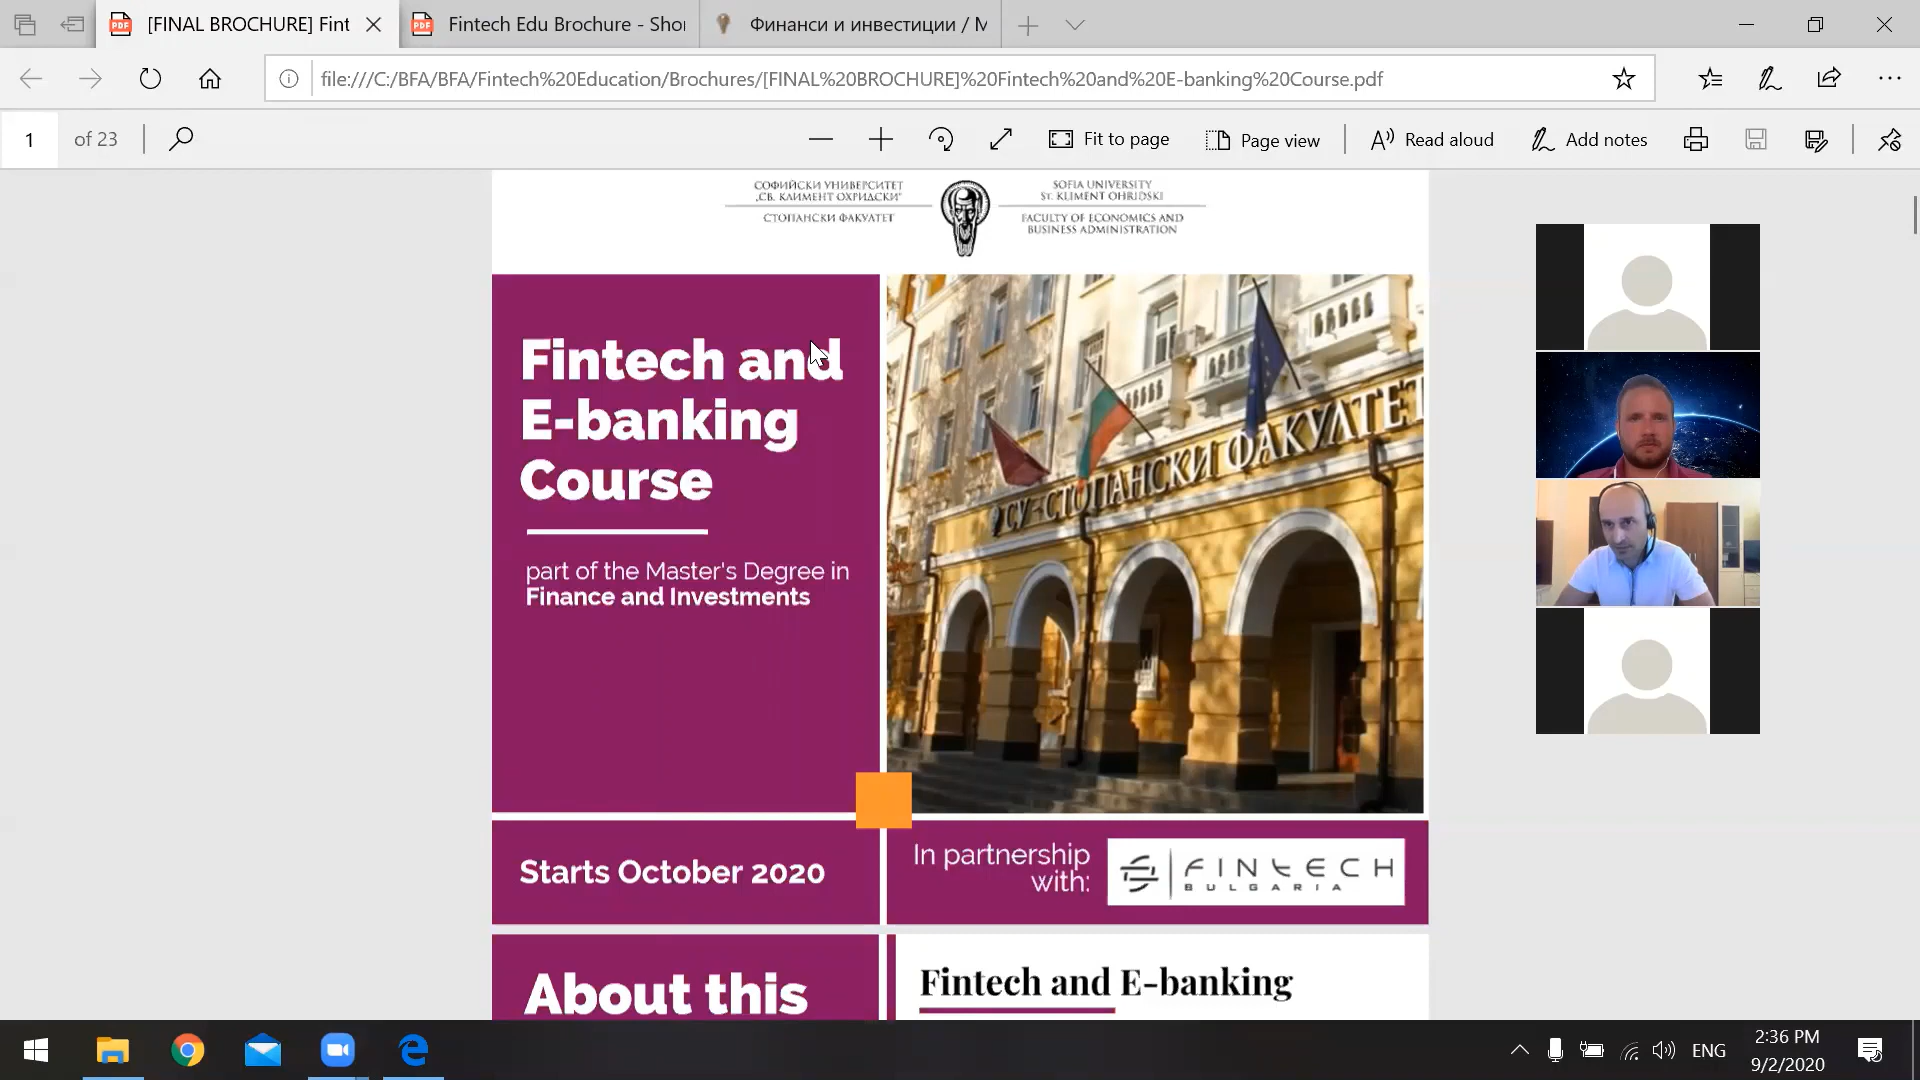 [FINAL BROCHURE] Fint
Fintech Edu Brochure - Shor
Финанси и инвестиции / М
file:///C:/BFA/BFA/Fintech%20Education/Brochures/[FINAL%20BROCHURE]%20Fintech%20and%20E-banking%20Course.pdf
1 of 23
Fit to page
Page view
Read aloud
Add notes
СОФИЙСКИ УНИВЕРСИТЕТ
„СВ. КЛИМЕНТ ОХРИДСКИ“
СТОПАНСКИ ФАКУЛТЕТ
SOFIA UNIVERSITY
ST. KLIMENT OHRIDSKI
FACULTY OF ECONOMICS AND
BUSINESS ADMINISTRATION
Fintech and
E-banking
Course
part of the Master's Degree in
Finance and Investments
СУ-СТОПАНСКИ ФАКУЛТЕТ
Starts October 2020
In partnership
with:
FINTECH
BULGARIA
About this
Fintech and E-banking
ENG
2:36 PM
9/2/2020